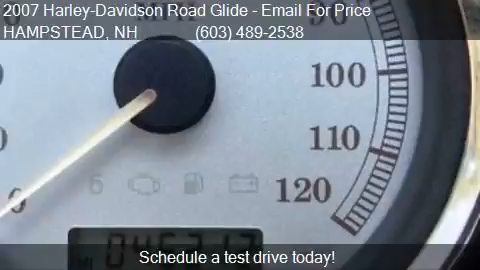 2007 Harley-Davidson Road Glide - Email For Price
HAMPSTEAD, NH (603) 489-2538
90
100
110
120
0
6
Schedule a test drive today!